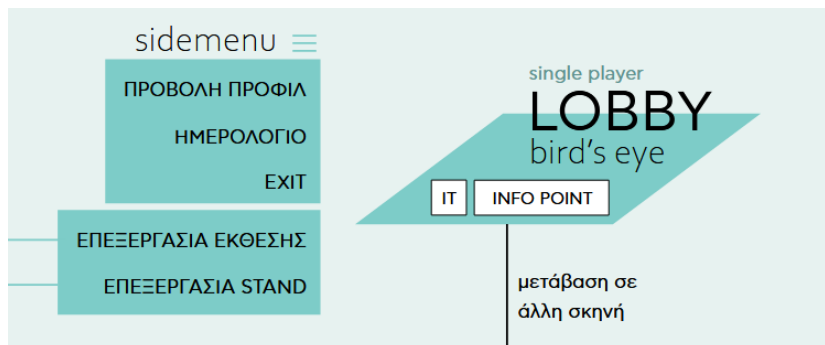 sidemenu
ΠΡΟΒΟΛΗ ΠΡΟΦΙΛ
ΗΜΕΡΟΛΟΓΙΟ
EXIT
ΕΠΕΞΕΡΓΑΣΙΑ ΕΚΘΕΣΗΣ
ΕΠΕΞΕΡΓΑΣΙΑ STAND
single player
LOBBY
bird's eye
IT
INFO POINT
μετάβαση σε
άλλη σκηνή